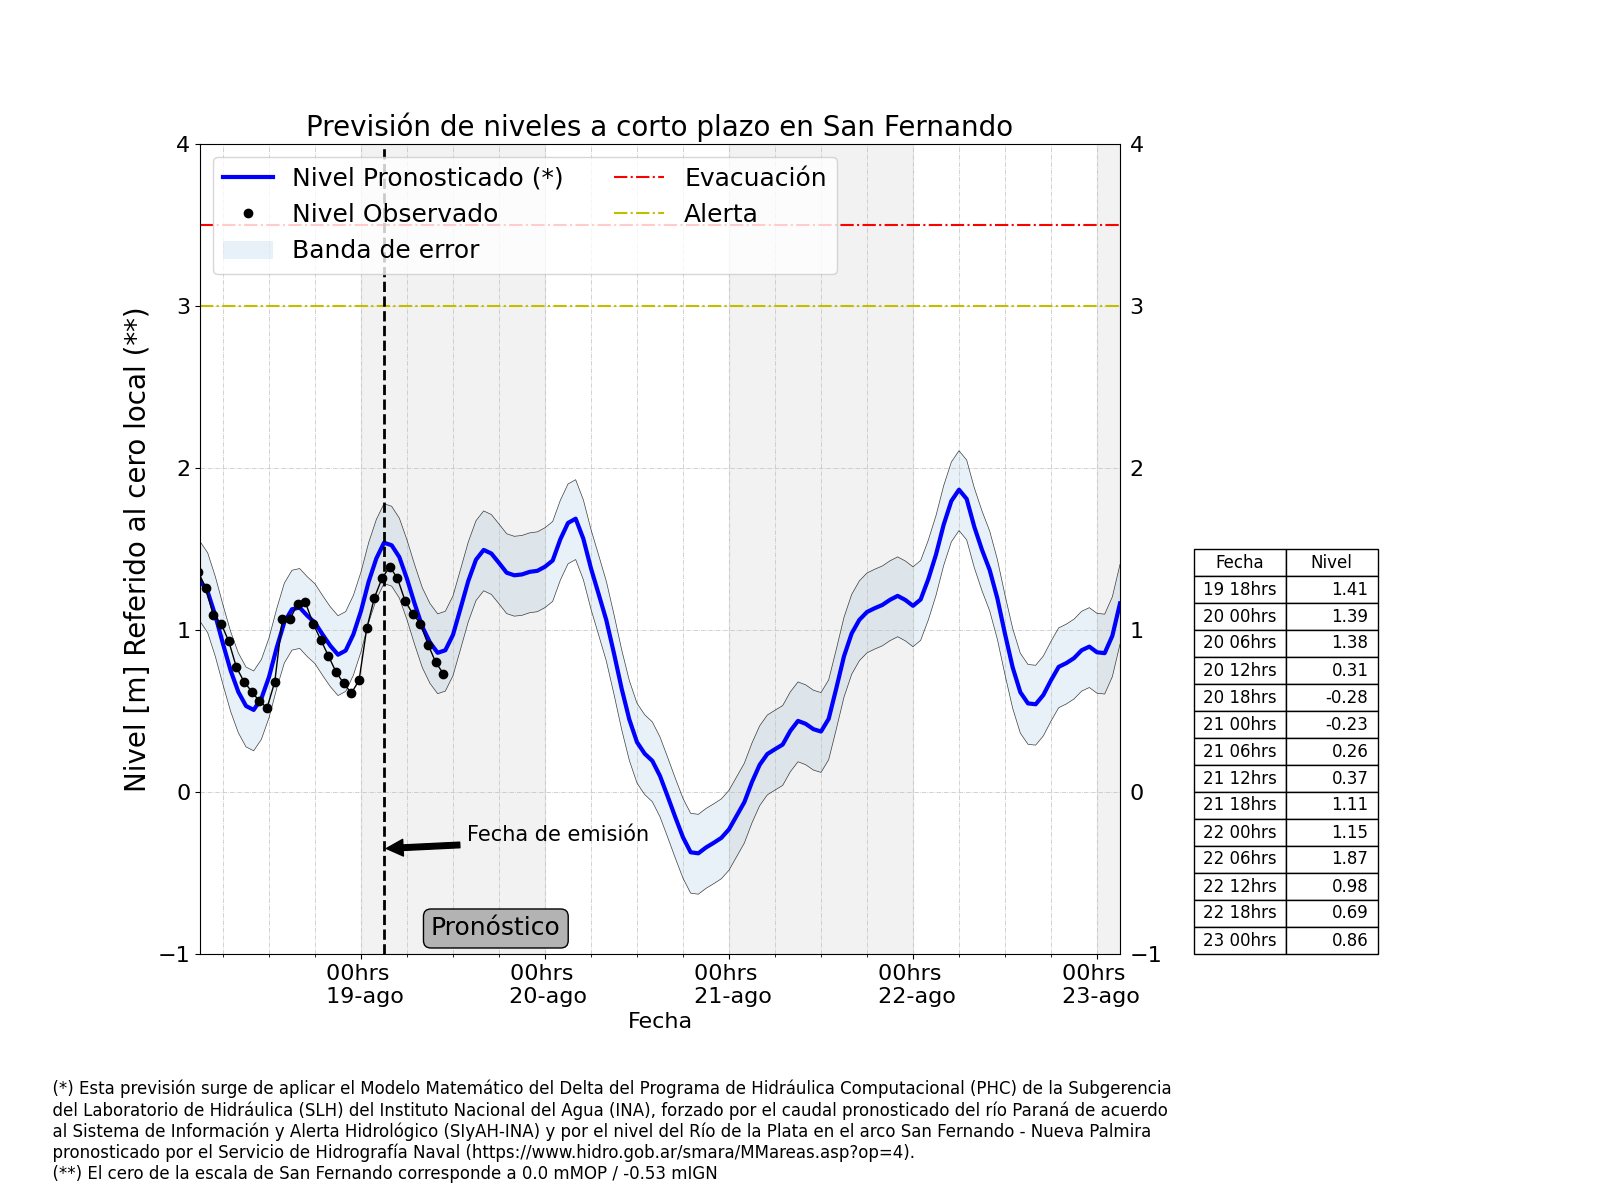 Previsión de niveles a corto plazo en San Fernando
Nivel Pronosticado (*)
Nivel Observado
Banda de error
Evacuación
Alerta
Nivel [m] Referido al cero local (**)
4
3
2
1
0
−1
4
3
2
1
0
−1
Fecha de emisión
Pronóstico
00hrs
19-ago
00hrs
20-ago
00hrs
21-ago
00hrs
22-ago
00hrs
23-ago
Fecha
Fecha Nivel
19 18hrs 1.41
20 00hrs 1.39
20 06hrs 1.38
20 12hrs 0.31
20 18hrs -0.28
21 00hrs -0.23
21 06hrs 0.26
21 12hrs 0.37
21 18hrs 1.11
22 00hrs 1.15
22 06hrs 1.87
22 12hrs 0.98
22 18hrs 0.69
23 00hrs 0.86
(*) Esta previsión surge de aplicar el Modelo Matemático del Delta del Programa de Hidráulica Computacional (PHC) de la Subgerencia
del Laboratorio de Hidráulica (SLH) del Instituto Nacional del Agua (INA), forzado por el caudal pronosticado del río Paraná de acuerdo
al Sistema de Información y Alerta Hidrológico (SIyAH-INA) y por el nivel del Río de la Plata en el arco San Fernando - Nueva Palmira
pronosticado por el Servicio de Hidrografía Naval (https://www.hidro.gob.ar/smara/MMareas.asp?op=4).
(**) El cero de la escala de San Fernando corresponde a 0.0 mMOP / -0.53 mIGN